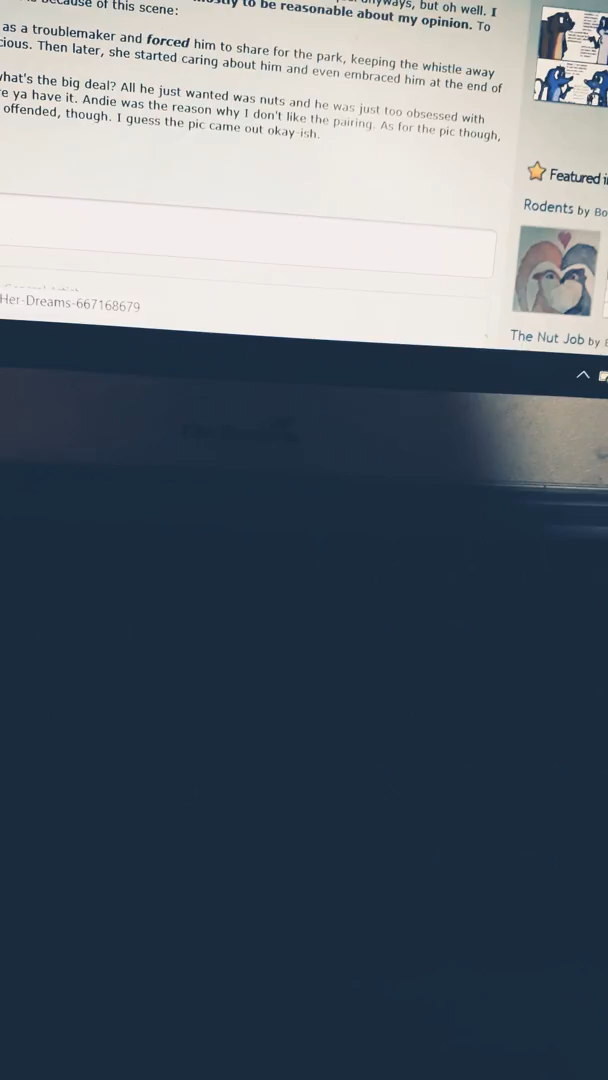 because of this scene:
anyways, but oh well. I
to be reasonable about my opinion. To
as a troublemaker and forced him to share for the park, keeping the whistle away
Then later, she started caring about him and even embraced him at the end of
what's the big deal? All he just wanted was nuts and he was just too obsessed with
ya have it. Andie was the reason why I don't like the pairing. As for the pic though,
offended, though. I guess the pic came out okay-ish.
Her-Dreams-667168679
Featured
Rodents by
The Nut Job by